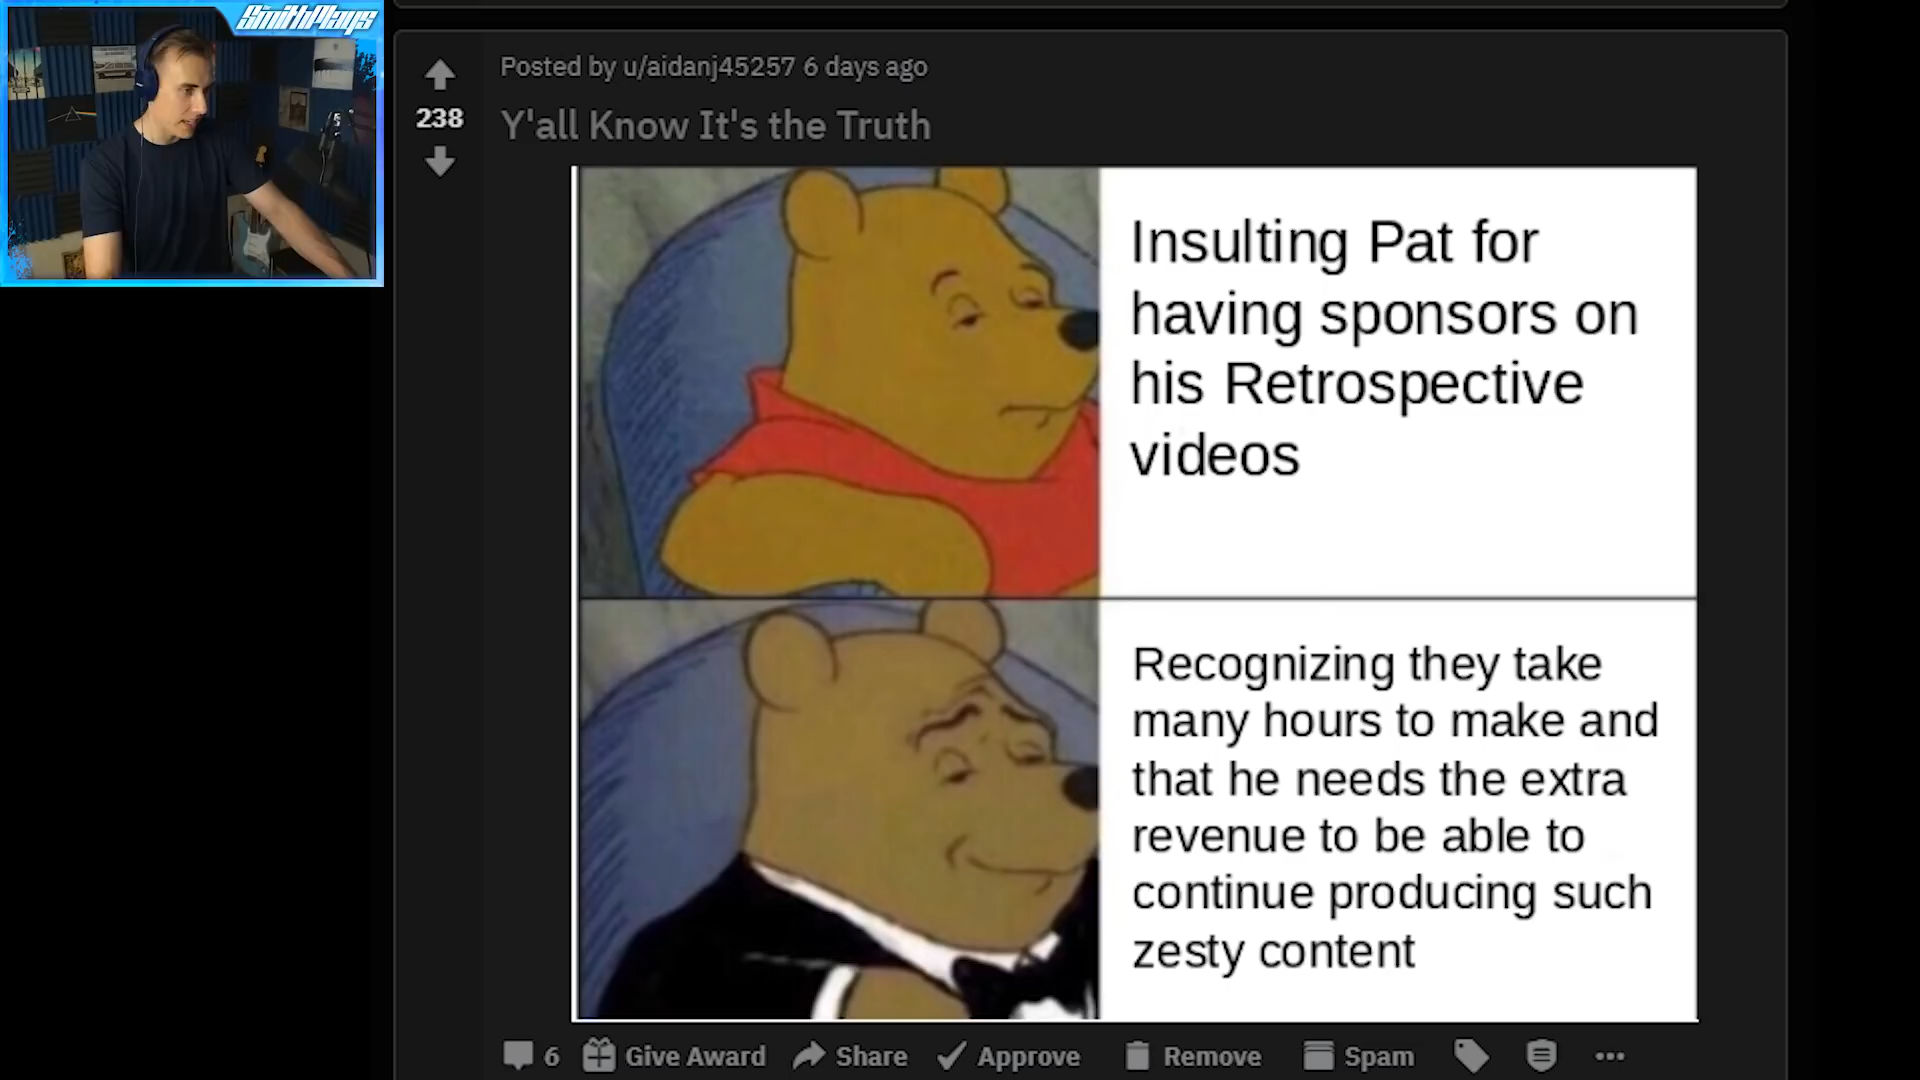 SmithPlays
Posted by u/aidanj45257 6 days ago
238
Y'all Know It's the Truth
Insulting Pat for
having sponsors on
his Retrospective
videos
Recognizing they take
many hours to make and
that he needs the extra
revenue to be able to
continue producing such
zesty content
6 Give Award Share Approve Remove Spam